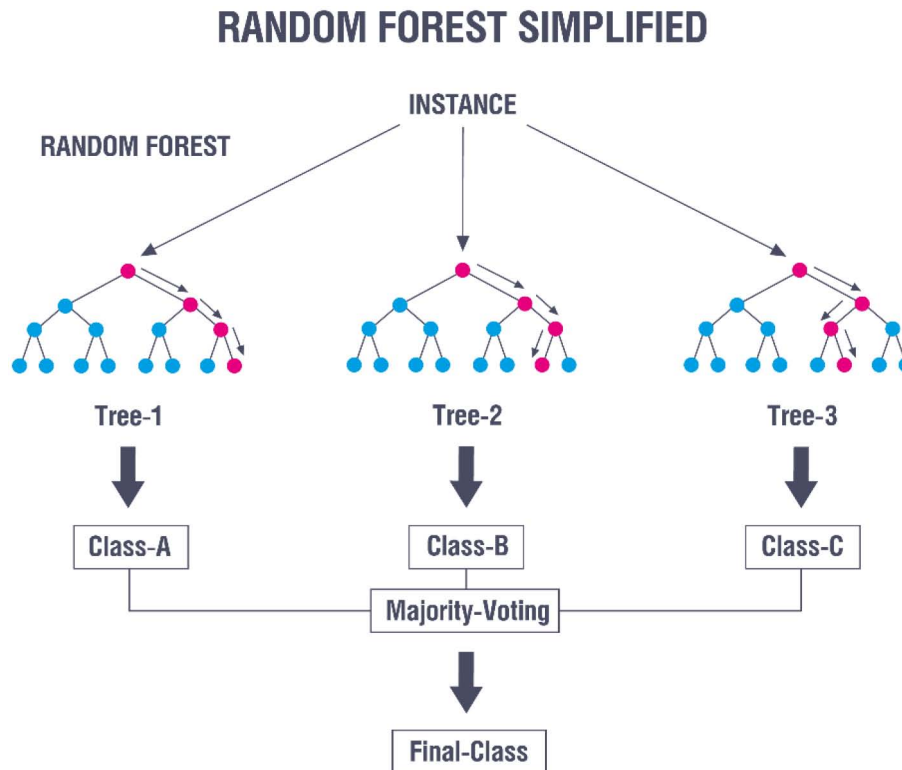 RANDOM FOREST SIMPLIFIED
INSTANCE
RANDOM FOREST
Tree-1
Tree-2
Tree-3
Class-A
Class-B
Class-C
Majority-Voting
Final-Class